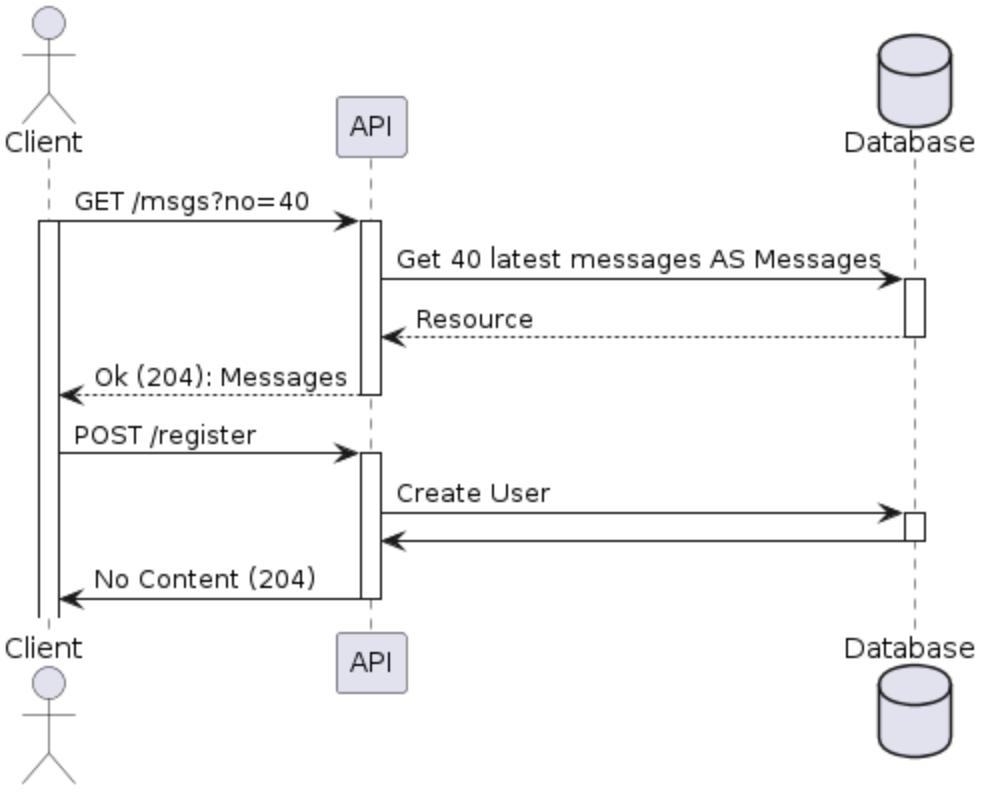 Client
API
Database
GET /msgs?no=40
Get 40 latest messages AS Messages
Resource
Ok (204): Messages
POST /register
Create User
No Content (204)
Client
API
Database